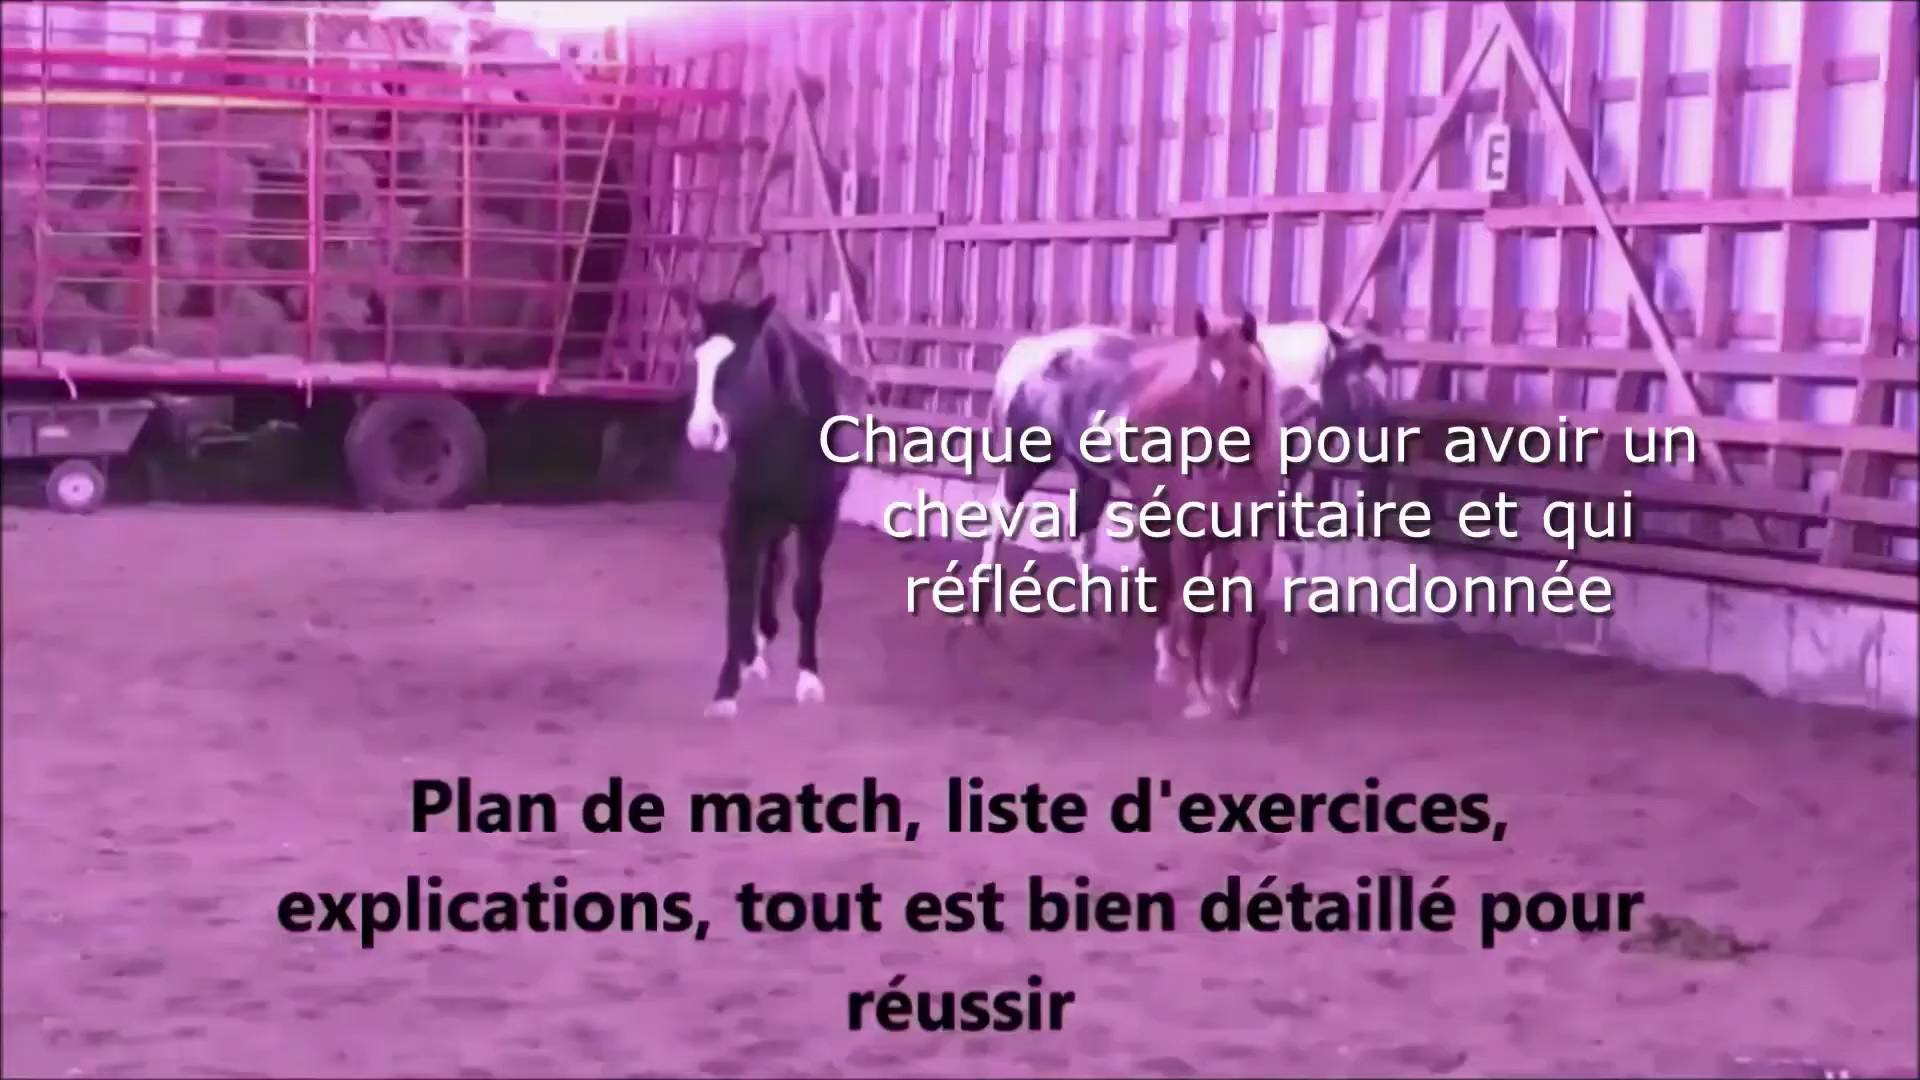 E
Chaque étape pour avoir un
cheval sécuritaire et qui
réfléchit en randonnée
Plan de match, liste d'exercices,
explications, tout est bien détaillé pour
réussir